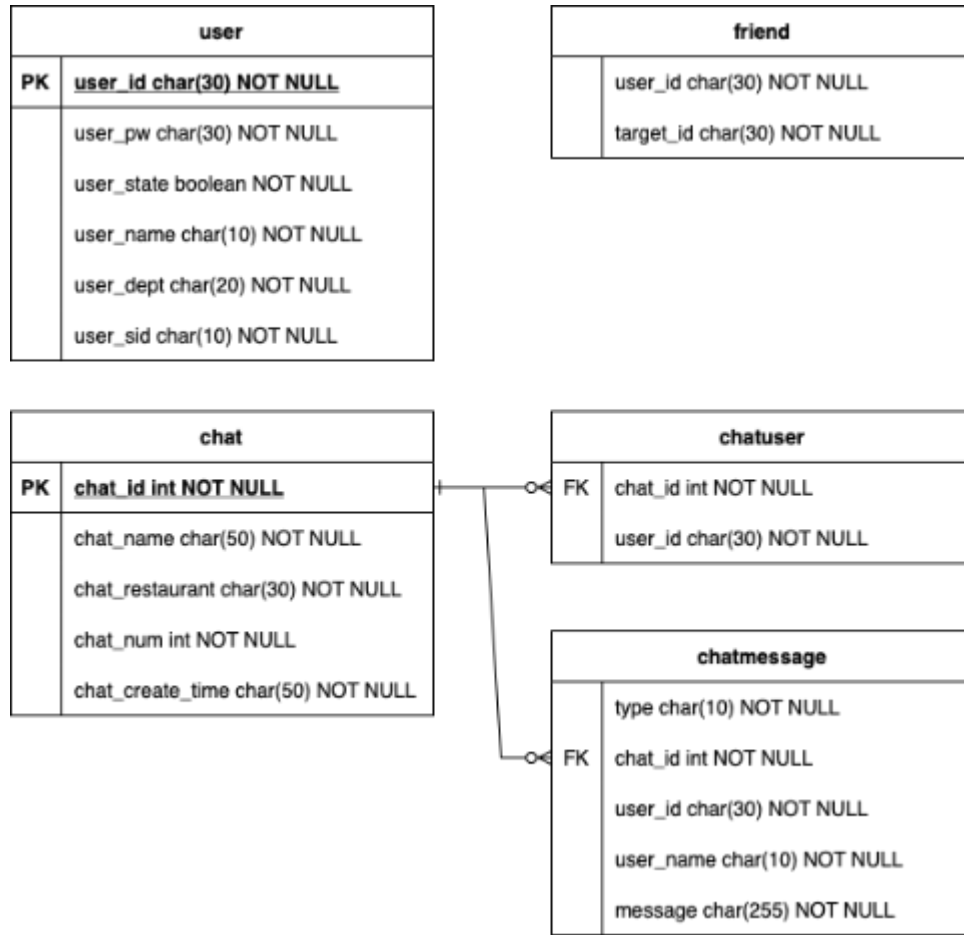 user
PK user_id char(30) NOT NULL
user_pw char(30) NOT NULL
user_state boolean NOT NULL
user_name char(10) NOT NULL
user_dept char(20) NOT NULL
user_sid char(10) NOT NULL
friend
user_id char(30) NOT NULL
target_id char(30) NOT NULL
chat
PK chat_id int NOT NULL
chat_name char(50) NOT NULL
chat_restaurant char(30) NOT NULL
chat_num int NOT NULL
chat_create_time char(50) NOT NULL
chatuser
FK chat_id int NOT NULL
user_id char(30) NOT NULL
chatmessage
type char(10) NOT NULL
FK chat_id int NOT NULL
user_id char(30) NOT NULL
user_name char(10) NOT NULL
message char(255) NOT NULL